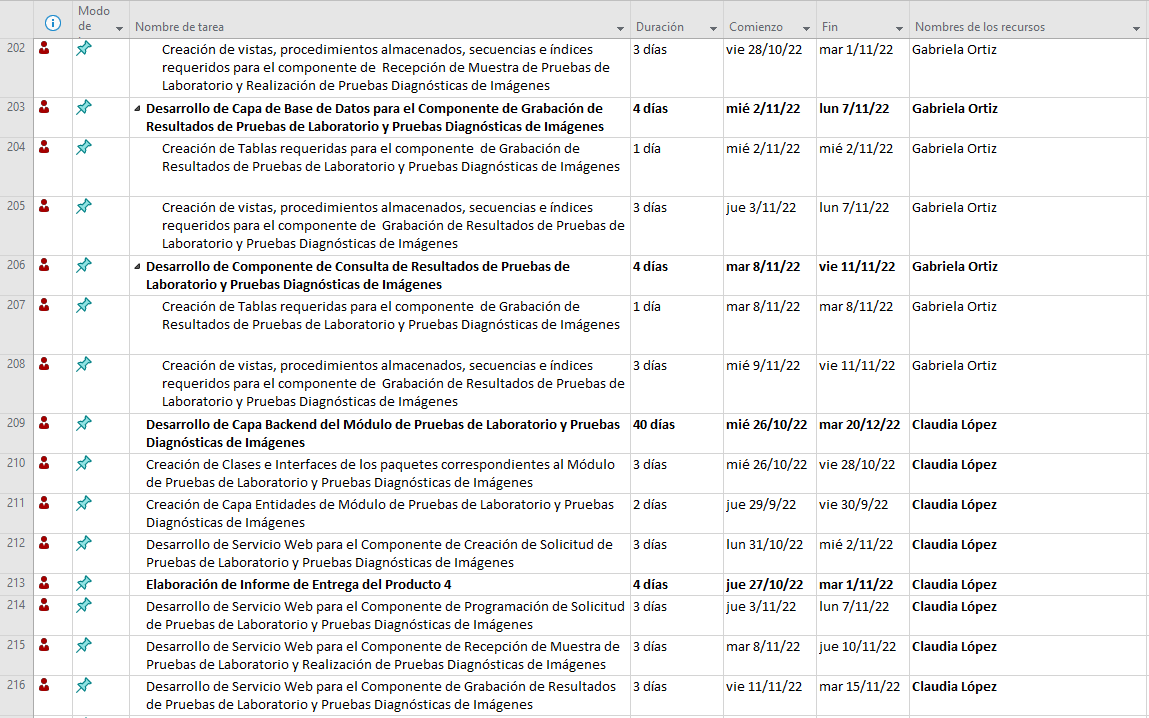 Modo de
Nombre de tarea Duración Comienzo Fin Nombres de los recursos
202 Creación de vistas, procedimientos almacenados, secuencias e índices 3 días vie 28/10/22 mar 1/11/22 Gabriela Ortiz
requeridos para el componente de Recepción de Muestra de Pruebas de
Laboratorio y Realización de Pruebas Diagnósticas de Imágenes
203 Desarrollo de Capa de Base de Datos para el Componente de Grabación de 4 días mié 2/11/22 lun 7/11/22 Gabriela Ortiz
Resultados de Pruebas de Laboratorio y Pruebas Diagnósticas de Imágenes
204 Creación de Tablas requeridas para el componente de Grabación de 1 día mié 2/11/22 mié 2/11/22 Gabriela Ortiz
Resultados de Pruebas de Laboratorio y Pruebas Diagnósticas de Imágenes
205 Creación de vistas, procedimientos almacenados, secuencias e índices 3 días jue 3/11/22 lun 7/11/22 Gabriela Ortiz
requeridos para el componente de Grabación de Resultados de Pruebas de
Laboratorio y Pruebas Diagnósticas de Imágenes
206 Desarrollo de Componente de Consulta de Resultados de Pruebas de 4 días mar 8/11/22 vie 11/11/22 Gabriela Ortiz
Laboratorio y Pruebas Diagnósticas de Imágenes
207 Creación de Tablas requeridas para el componente de Grabación de 1 día mar 8/11/22 mar 8/11/22 Gabriela Ortiz
Resultados de Pruebas de Laboratorio y Pruebas Diagnósticas de Imágenes
208 Creación de vistas, procedimientos almacenados, secuencias e índices 3 días mié 9/11/22 vie 11/11/22 Gabriela Ortiz
requeridos para el componente de Grabación de Resultados de Pruebas de
Laboratorio y Pruebas Diagnósticas de Imágenes
209 Desarrollo de Capa Backend del Módulo de Pruebas de Laboratorio y Pruebas 40 días mié 26/10/22 mar 20/12/22 Claudia López
Diagnósticas de Imágenes
210 Creación de Clases e Interfaces de los paquetes correspondientes al Módulo 3 días mié 26/10/22 vie 28/10/22 Claudia López
de Pruebas de Laboratorio y Pruebas Diagnósticas de Imágenes
211 Creación de Capa Entidades de Módulo de Pruebas de Laboratorio y Pruebas 2 días jue 29/9/22 vie 30/9/22 Claudia López
Diagnósticas de Imágenes
212 Desarrollo de Servicio Web para el Componente de Creación de Solicitud de 3 días lun 31/10/22 mié 2/11/22 Claudia López
Pruebas de Laboratorio y Pruebas Diagnósticas de Imágenes
213 Elaboración de Informe de Entrega del Producto 4 4 días jue 27/10/22 mar 1/11/22 Claudia López
214 Desarrollo de Servicio Web para el Componente de Programación de Solicitud 3 días jue 3/11/22 lun 7/11/22 Claudia López
de Pruebas de Laboratorio y Pruebas Diagnósticas de Imágenes
215 Desarrollo de Servicio Web para el Componente de Recepción de Muestra de 3 días mar 8/11/22 jue 10/11/22 Claudia López
Pruebas de Laboratorio y Realización de Pruebas Diagnósticas de Imágenes
216 Desarrollo de Servicio Web para el Componente de Grabación de Resultados 3 días vie 11/11/22 mar 15/11/22 Claudia López
de Pruebas de Laboratorio y Pruebas Diagnósticas de Imágenes